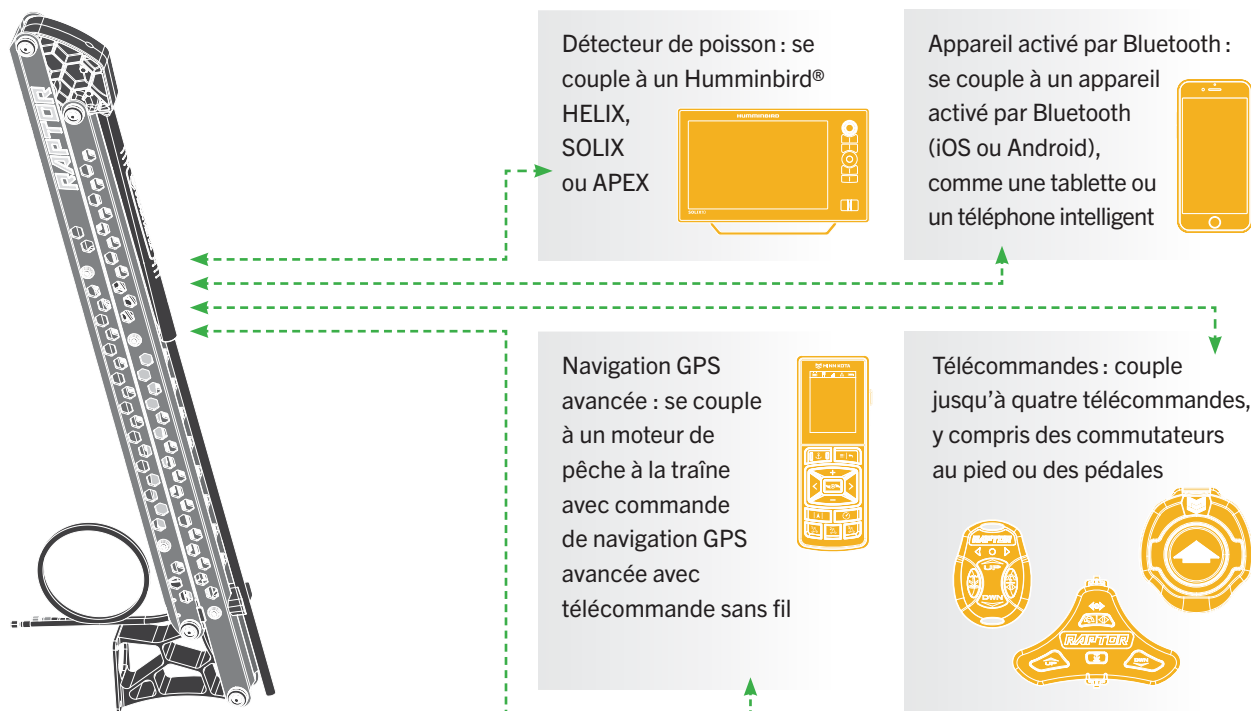 RAPTOR
Détecteur de poisson : se
couple à un Humminbird®
HELIX,
SOLIX
ou APEX
HUMMINBIRD
Appareil activé par Bluetooth :
se couple à un appareil
activé par Bluetooth
(iOS ou Android),
comme une tablette ou
un téléphone intelligent
Navigation GPS
avancée : se couple
à un moteur de
pêche à la traîne
avec commande
de navigation GPS
avancée avec
télécommande sans fil
MINN KOTA
Télécommandes : couple
jusqu’à quatre télécommandes,
y compris des commutateurs
au pied ou des pédales
RAPTOR
UP
DWN
RAPTOR
UP
DWN